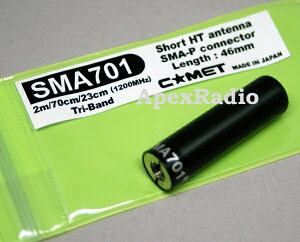 SMA701
2m/70cm/23cm (1200MHz)
Tri-Band
Short HT antenna
SMA-P connector
Length : 46mm
COMET MADE IN JAPAN
ApexRadio
SMA701